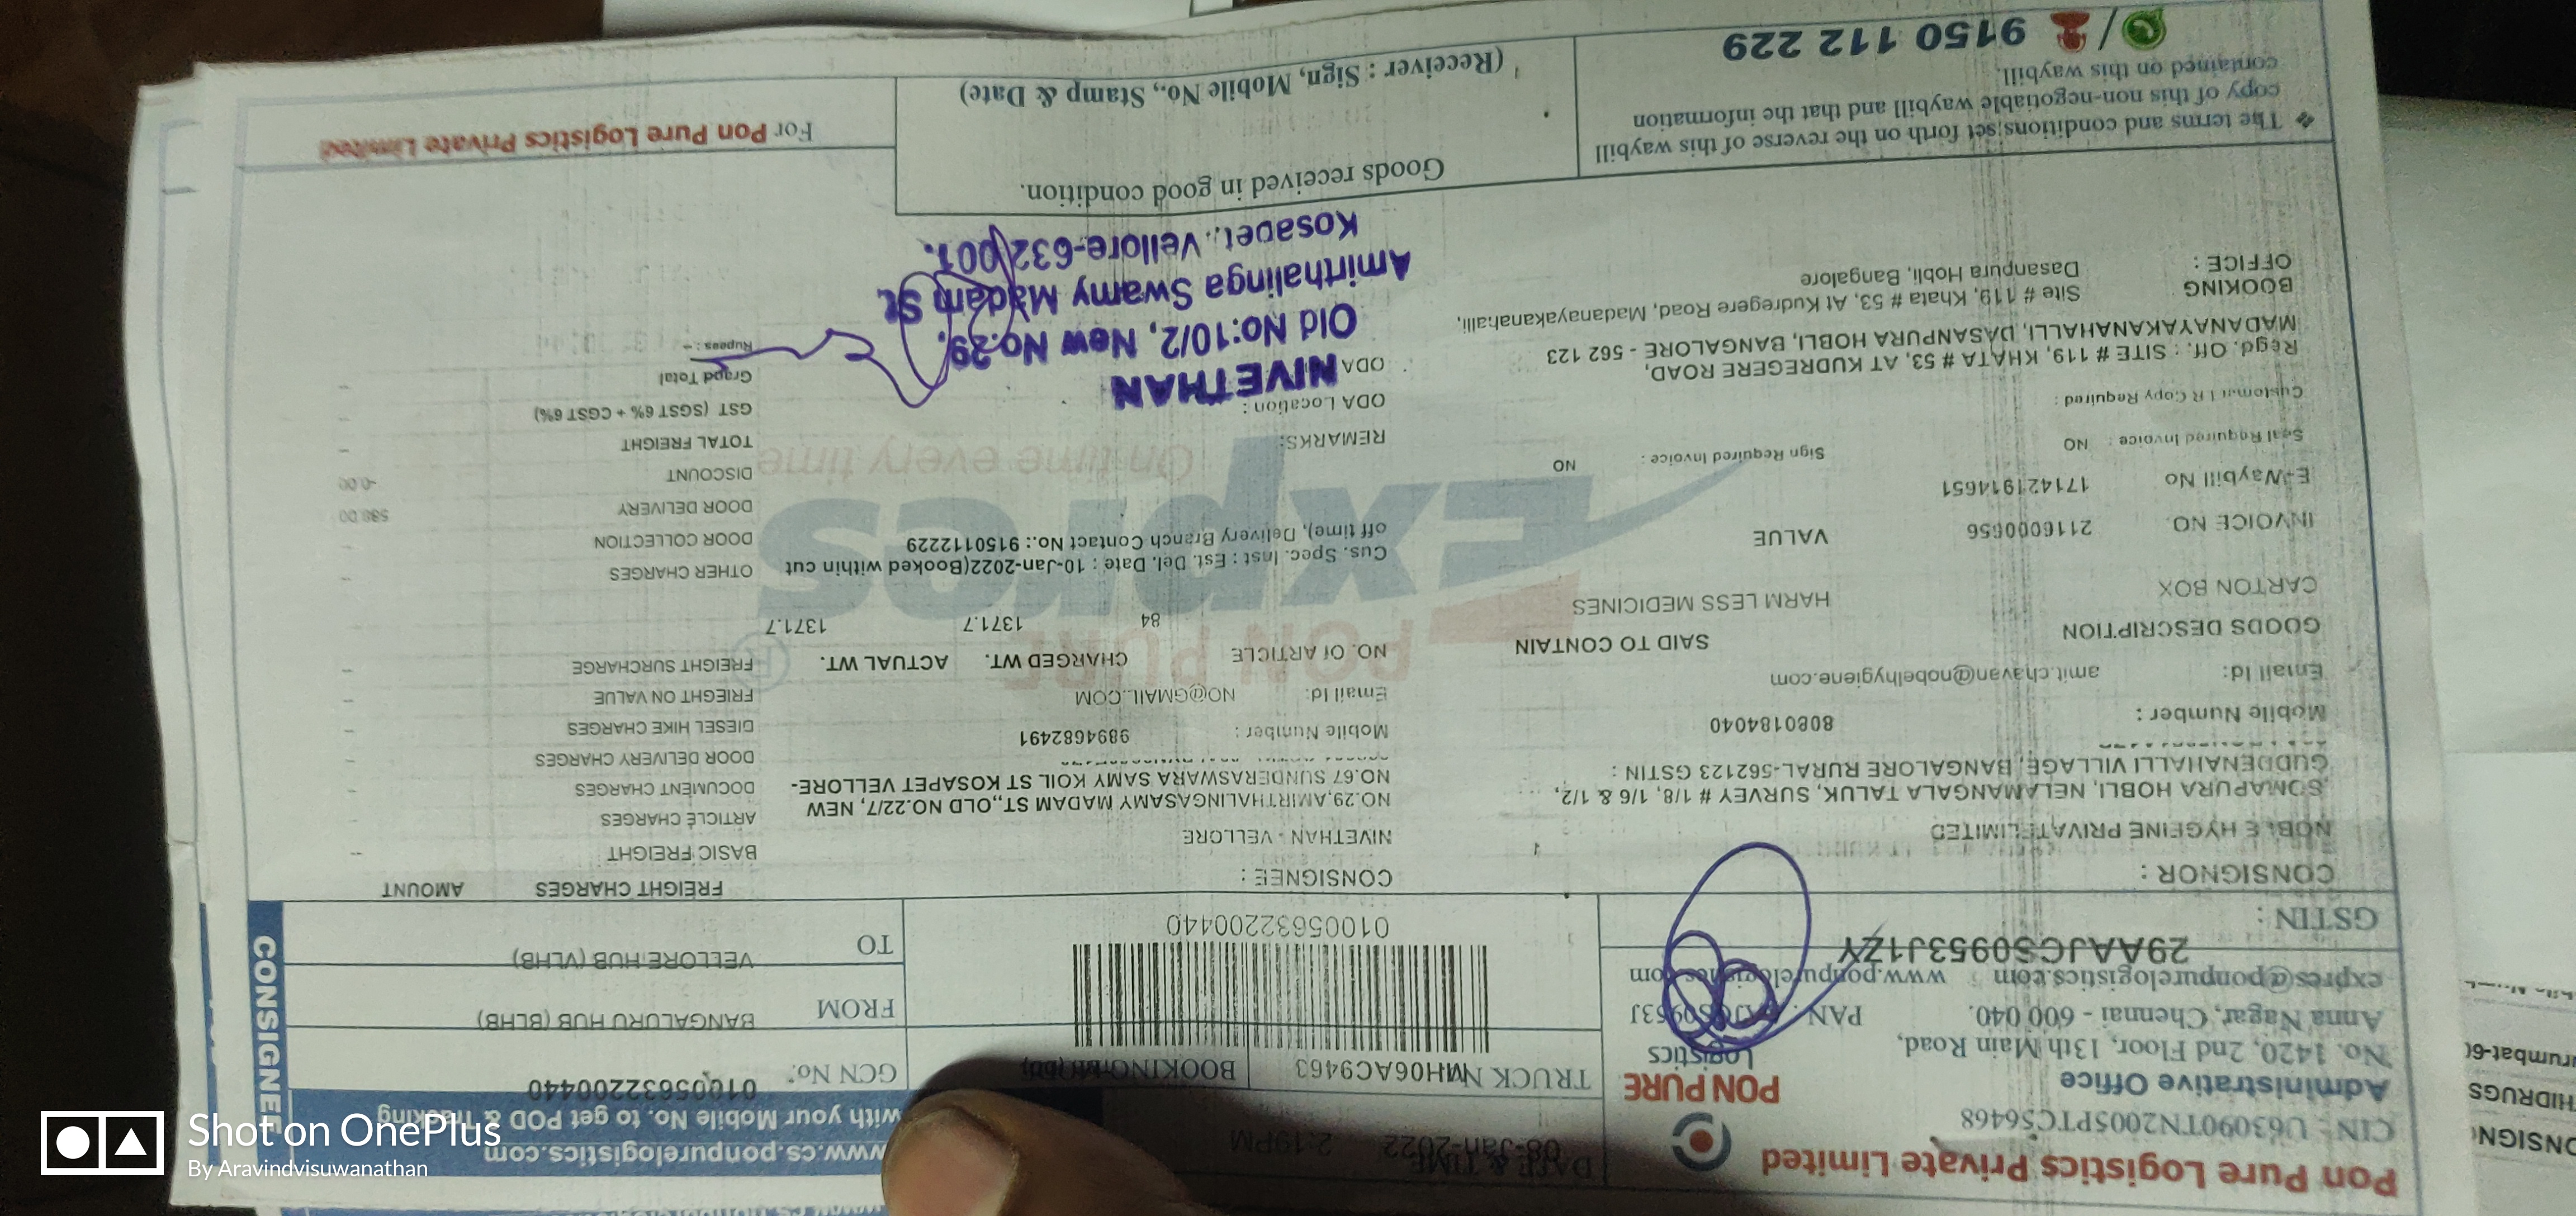 Pon Pure Logistics Private Limited
CIN - U63090TN2005PTC56468
Administrative Office
No. 1420, 2nd Floor, 13th Main Road,
Anna Nagar, Chennai - 600 040.
PAN :
expres@ponpurelogistics.com
GSTIN :
29AAJCS0953J1ZY
PON PURE
Logistics
DATE & TIME
08-Jan-2022 2:19PM
TRUCK N
MH06AC9463
BOOKING
01005632200440
www.cs.ponpurelogistics.com
with your Mobile No. to get POD & Tracking
GCN No.
01005632200440
FROM
BANGALURU HUB (BLHB)
TO
VELLORE HUB (VLHB)
CONSIGNEE
CONSIGNOR :
NOBLE HYGFINE PRIVATE LIMITED
,SOMAPURA HOBLI, NELAMANGALA TALUK, SURVEY # 1/8, 1/6 & 1/2,
GUDDENAHALLI VILLAGE, BANGALORE RURAL-562123 GSTIN :
Mobile Number : 8080184040
Email Id: amit.chavan@nobelhygiene.com
GOODS DESCRIPTION SAID TO CONTAIN
CARTON BOX HARM LESS MEDICINES
INVOICE NO. 2116000656 VALUE
E-Waybill No 171421914651
Seal Required Invoice : NO Sign Required Invoice : NO
Customer LR Copy Required :
Regd. Off. : SITE # 119, KHATA # 53, AT KUDREGERE ROAD,
MADANAYAKANAHALLI, DASANPURA HOBLI, BANGALORE - 562 123
BOOKING OFFICE :
Site # 119, Khata # 53, At Kudregere Road, Madanayakanahalli,
Dasanpura Hobli, Bangalore
CONSIGNEE :
NIVETHAN - VELLORE
NO.29,AMIRTHALINGASAMY MADAM ST,,OLD NO.22/7, NEW
NO.67 SUNDERASWARA SAMY KOIL ST KOSAPET VELLORE-
Mobile Number : 9894682491
Email Id: NO@GMAIL.COM
NO. Of ARTICLE CHARGED WT. ACTUAL WT.
84 1371.7 1371.7
Cus. Spec. Inst : Est. Del. Date : 10-Jan-2022(Booked within cut
off time), Delivery Branch Contact No.: 9150112229
REMARKS:
ODA Location :
ODA
PON PURE
Expres
On time every time
NIVETHAN
Old No:10/2, New No.29,
Amirthalinga Swamy Madam St
Kosapet,, Vellore-632 001.
FREIGHT CHARGES AMOUNT
BASIC FREIGHT --
ARTICLE CHARGES --
DOCUMENT CHARGES --
DOOR DELIVERY CHARGES --
DIESEL HIKE CHARGES --
FRIEGHT ON VALUE --
FREIGHT SURCHARGE --
OTHER CHARGES --
DOOR COLLECTION --
DOOR DELIVERY
DISCOUNT -0.00
TOTAL FREIGHT --
GST (SGST 6% + CGST 6%) --
Grand Total --
Rupees : --
❖ The terms and conditions set forth on the reverse of this waybill
copy of this non-negotiable waybill and that the information
contained on this waybill.
9150 112 229
Goods received in good condition.
(Receiver : Sign, Mobile No., Stamp & Date)
For Pon Pure Logistics Private Limited
Shot on OnePlus
By Aravindvisuwanathan